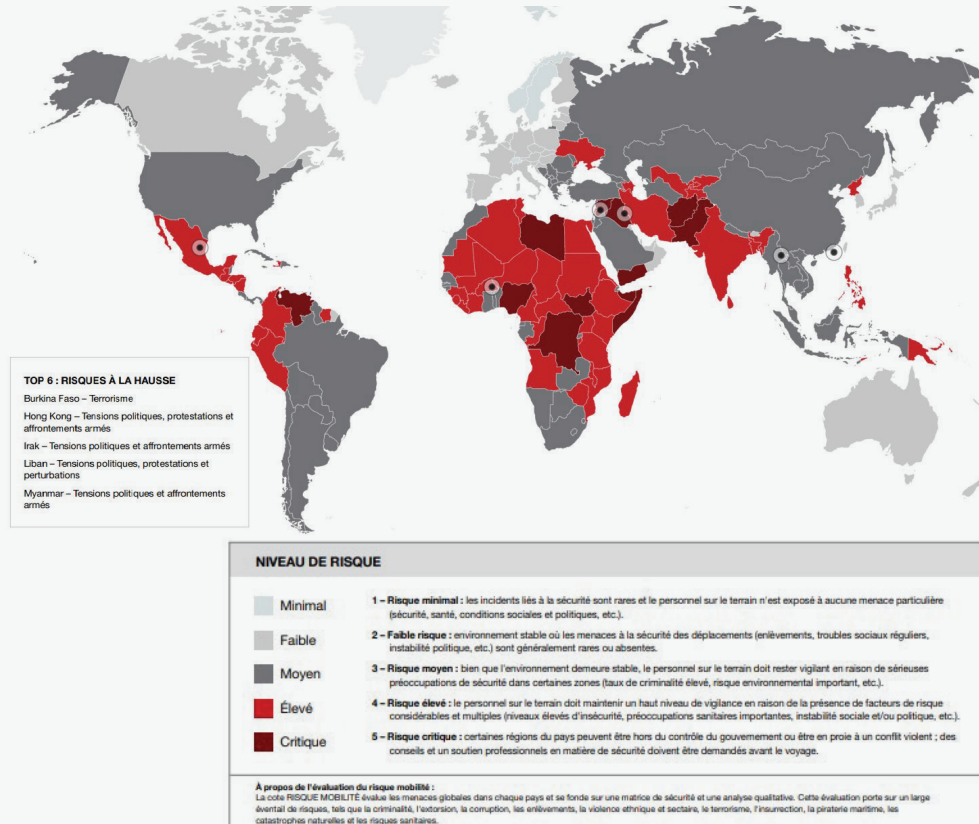 TOP 6 : RISQUES À LA HAUSSE
Burkina Faso – Terrorisme
Hong Kong – Tensions politiques, protestations et
affrontements armés
Irak – Tensions politiques et affrontements armés
Liban – Tensions politiques, protestations et
perturbations
Myanmar – Tensions politiques et affrontements
armés
NIVEAU DE RISQUE
Minimal
1 – Risque minimal : les incidents liés à la sécurité sont rares et le personnel sur le terrain n'est exposé à aucune menace particulière
(sécurité, santé, conditions sociales et politiques, etc.).
Faible
2 – Faible risque : environnement stable où les menaces à la sécurité des déplacements (enlèvements, troubles sociaux réguliers,
instabilité politique, etc.) sont généralement rares ou absentes.
Moyen
3 – Risque moyen : bien que l'environnement demeure stable, le personnel sur le terrain doit rester vigilant en raison de sérieuses
préoccupations de sécurité dans certaines zones (taux de criminalité élevé, risque environnemental important, etc.).
Élevé
4 – Risque élevé : le personnel sur le terrain doit maintenir un haut niveau de vigilance en raison de la présence de facteurs de risque
considérables et multiples (niveaux élevés d'insécurité, préoccupations sanitaires importantes, instabilité sociale et/ou politique, etc.).
Critique
5 – Risque critique : certaines régions du pays peuvent être hors du contrôle du gouvernement ou être en proie à un conflit violent ; des
conseils et un soutien professionnels en matière de sécurité doivent être demandés avant le voyage.
À propos de l'évaluation du risque mobilité :
La cote RISQUE MOBILITÉ évalue les menaces globales dans chaque pays et se fonde sur une matrice de sécurité et une analyse qualitative. Cette évaluation porte sur un large
éventail de risques, tels que la criminalité, l'extorsion, la corruption, les enlèvements, la violence ethnique et sectaire, le terrorisme, l'insurrection, la piraterie maritime, les
catastrophes naturelles et les risques sanitaires.